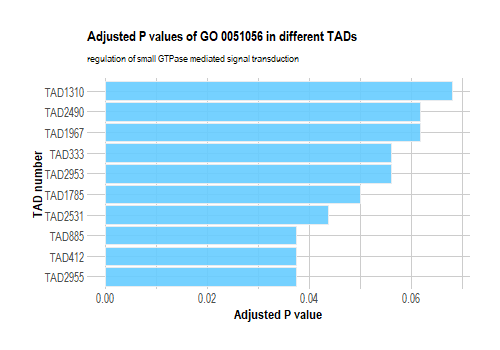 Adjusted P values of GO 0051056 in different TADs
regulation of small GTPase mediated signal transduction
TAD number
TAD1310
TAD2490
TAD1967
TAD333
TAD2953
TAD1785
TAD2531
TAD885
TAD412
TAD2955
0.00 0.02 0.04 0.06
Adjusted P value